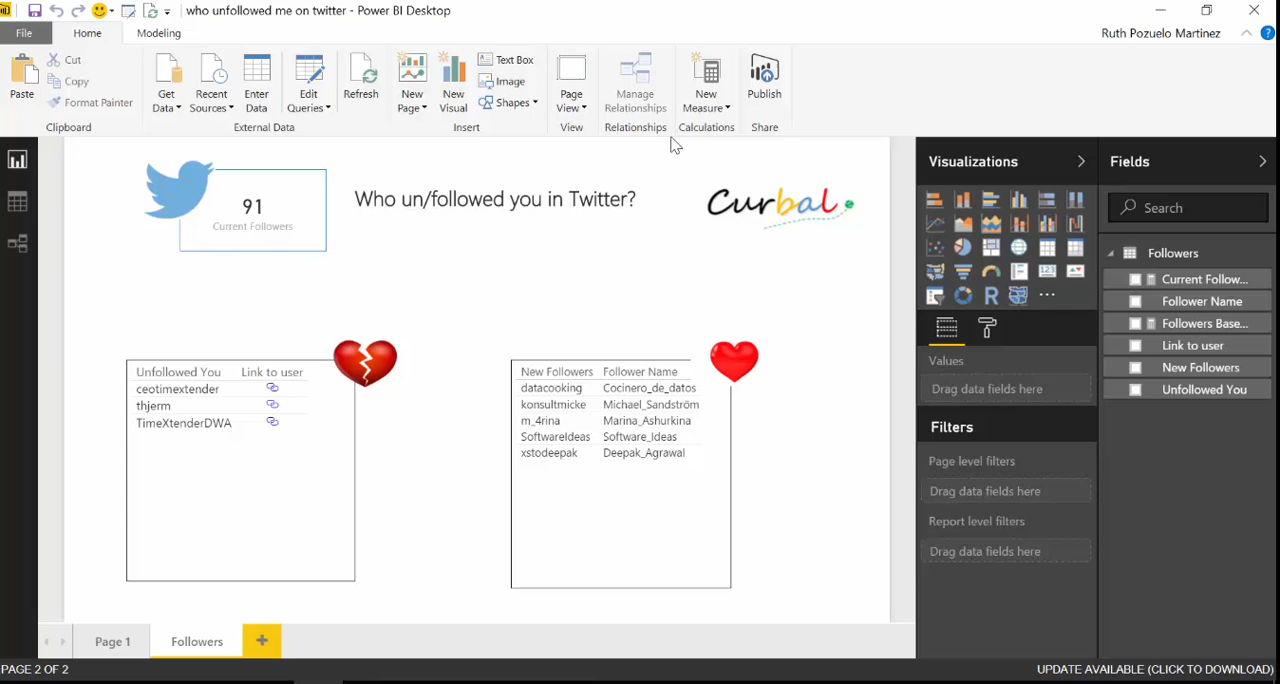 who unfollowed me on twitter - Power BI Desktop
File
Home
Modeling
Ruth Pozuelo Martinez
?
Paste
Cut
Copy
Format Painter
Clipboard
Get Data
Recent Sources
Enter Data
Edit Queries
Refresh
External Data
New Page
New Visual
Text Box
Image
Shapes
Insert
Page View
View
Manage Relationships
Relationships
New Measure
Calculations
Publish
Share
91
Current Followers
Who un/followed you in Twitter?
Curbal
Unfollowed You Link to user
ceotimextender
thjerm
TimeXtenderDWA
New Followers Follower Name
datacooking Cocinero_de_datos
konsultmicke Michael_Sandström
m_4rina Marina_Ashurkina
SoftwareIdeas Software_Ideas
xstodeepak Deepak_Agrawal
Visualizations
R
123
Values
Drag data fields here
Filters
Page level filters
Drag data fields here
Report level filters
Drag data fields here
Fields
Search
Followers
Current Follow...
Follower Name
Followers Base...
Link to user
New Followers
Unfollowed You
Page 1
Followers
+
PAGE 2 OF 2
UPDATE AVAILABLE (CLICK TO DOWNLOAD)